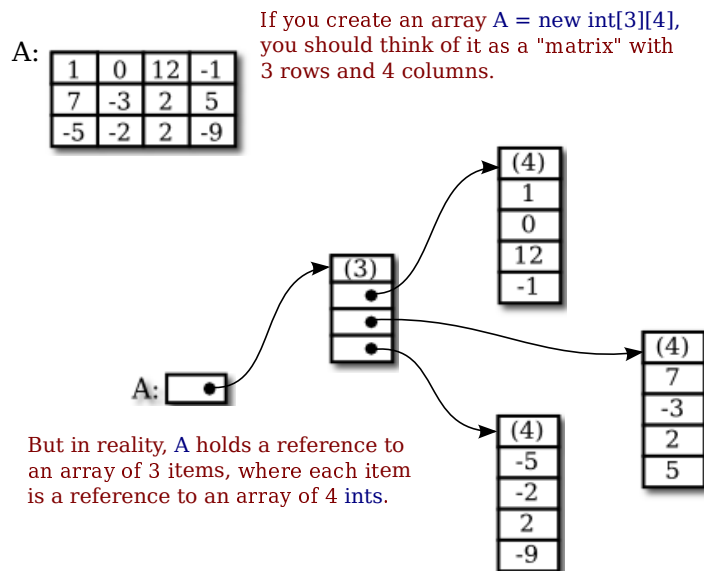 If you create an array A = new int[3][4],
you should think of it as a "matrix" with
3 rows and 4 columns.
A:
1 0 12 -1
7 -3 2 5
-5 -2 2 -9
(4)
1
0
12
-1
(3)
A:
(4)
7
-3
2
5
(4)
-5
-2
2
-9
But in reality, A holds a reference to
an array of 3 items, where each item
is a reference to an array of 4 ints.